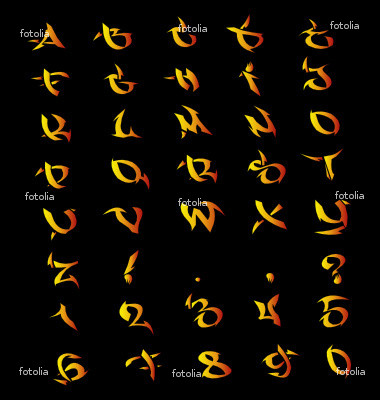 fotolia fotolia fotolia
A B C D E
F G H I J
K L M N O
P Q R S T
fotolia fotolia fotolia
U V W X Y
Z ! . , ?
1 2 3 4 5
6 7 8 9 0
fotolia fotolia fotolia